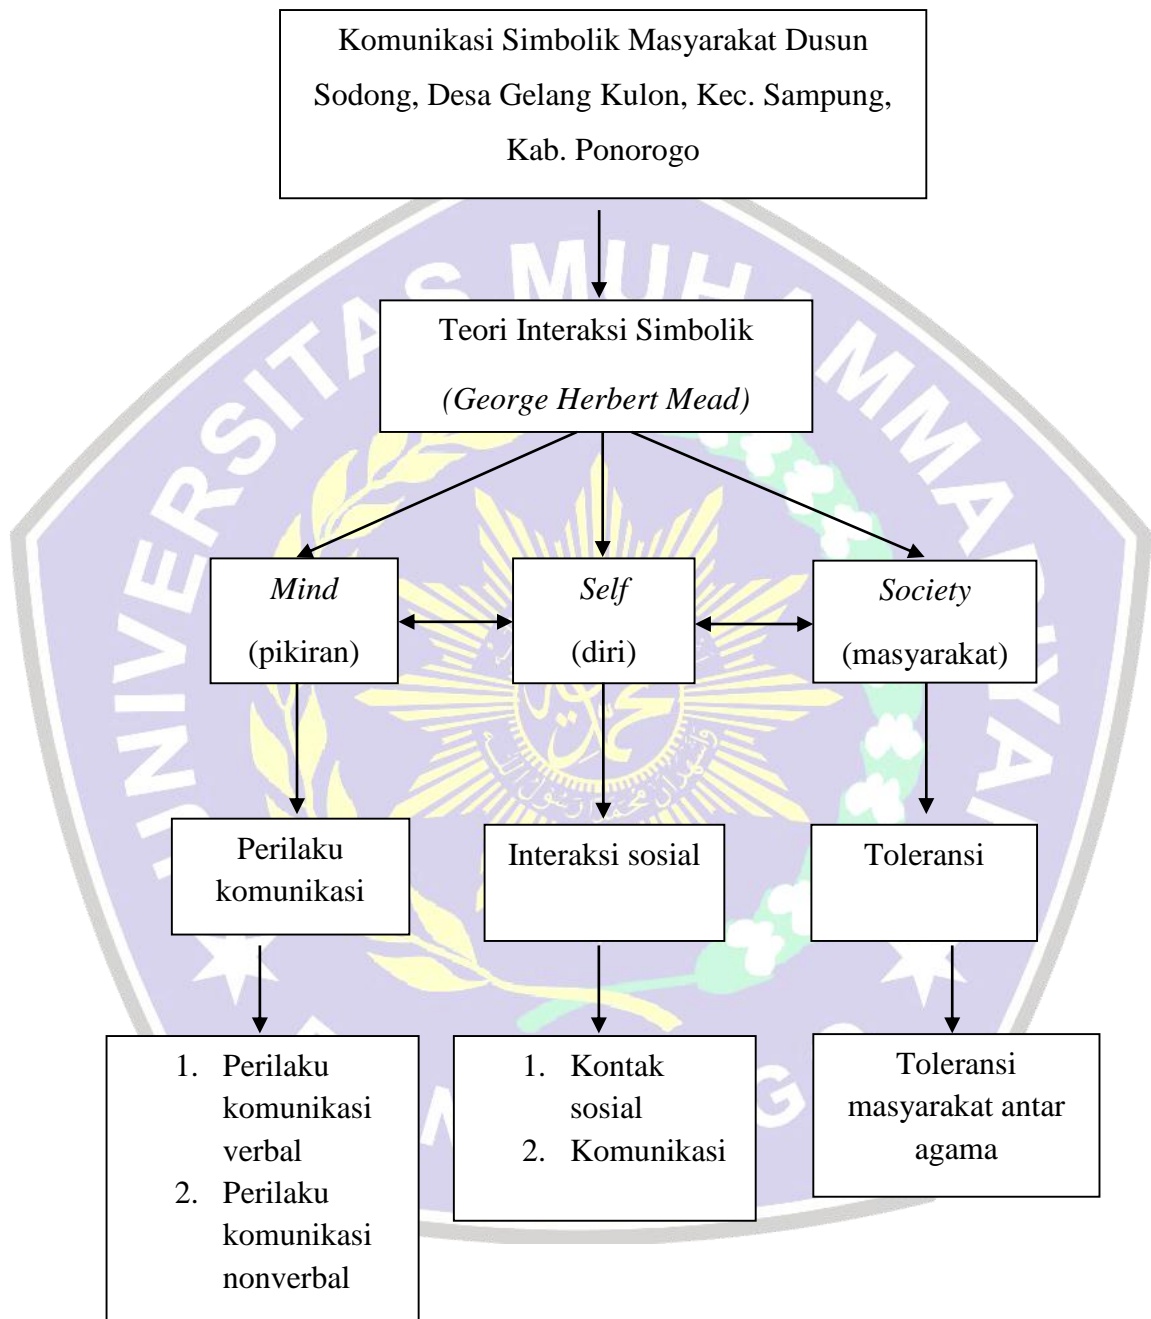 Komunikasi Simbolik Masyarakat Dusun
Sodong, Desa Gelang Kulon, Kec. Sampung,
Kab. Ponorogo
UNIVERSITAS MUHAMMADIYAH
Teori Interaksi Simbolik
(George Herbert Mead)
Mind
(pikiran)
Self
(diri)
Society
(masyarakat)
Perilaku
komunikasi
Interaksi sosial
Toleransi
1. Perilaku
komunikasi
verbal
2. Perilaku
komunikasi
nonverbal
1. Kontak
sosial
2. Komunikasi
Toleransi
masyarakat antar
agama